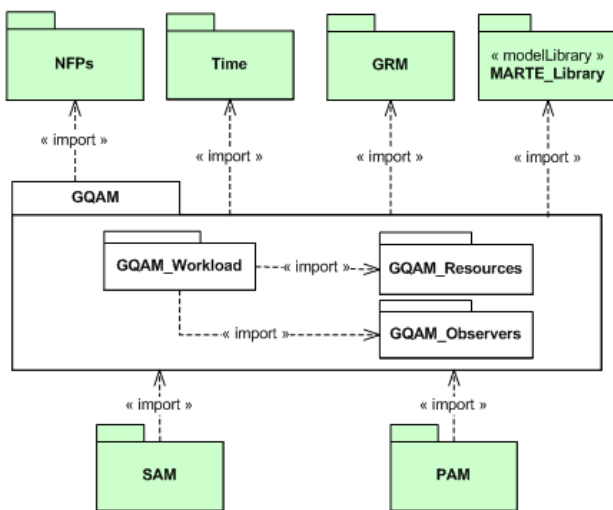 NFPs
Time
GRM
« modelLibrary »
MARTE_Library
« import »
« import »
« import »
« import »
GQAM
GQAM_Workload
« import »
GQAM_Resources
« import »
GQAM_Observers
« import »
« import »
SAM
PAM